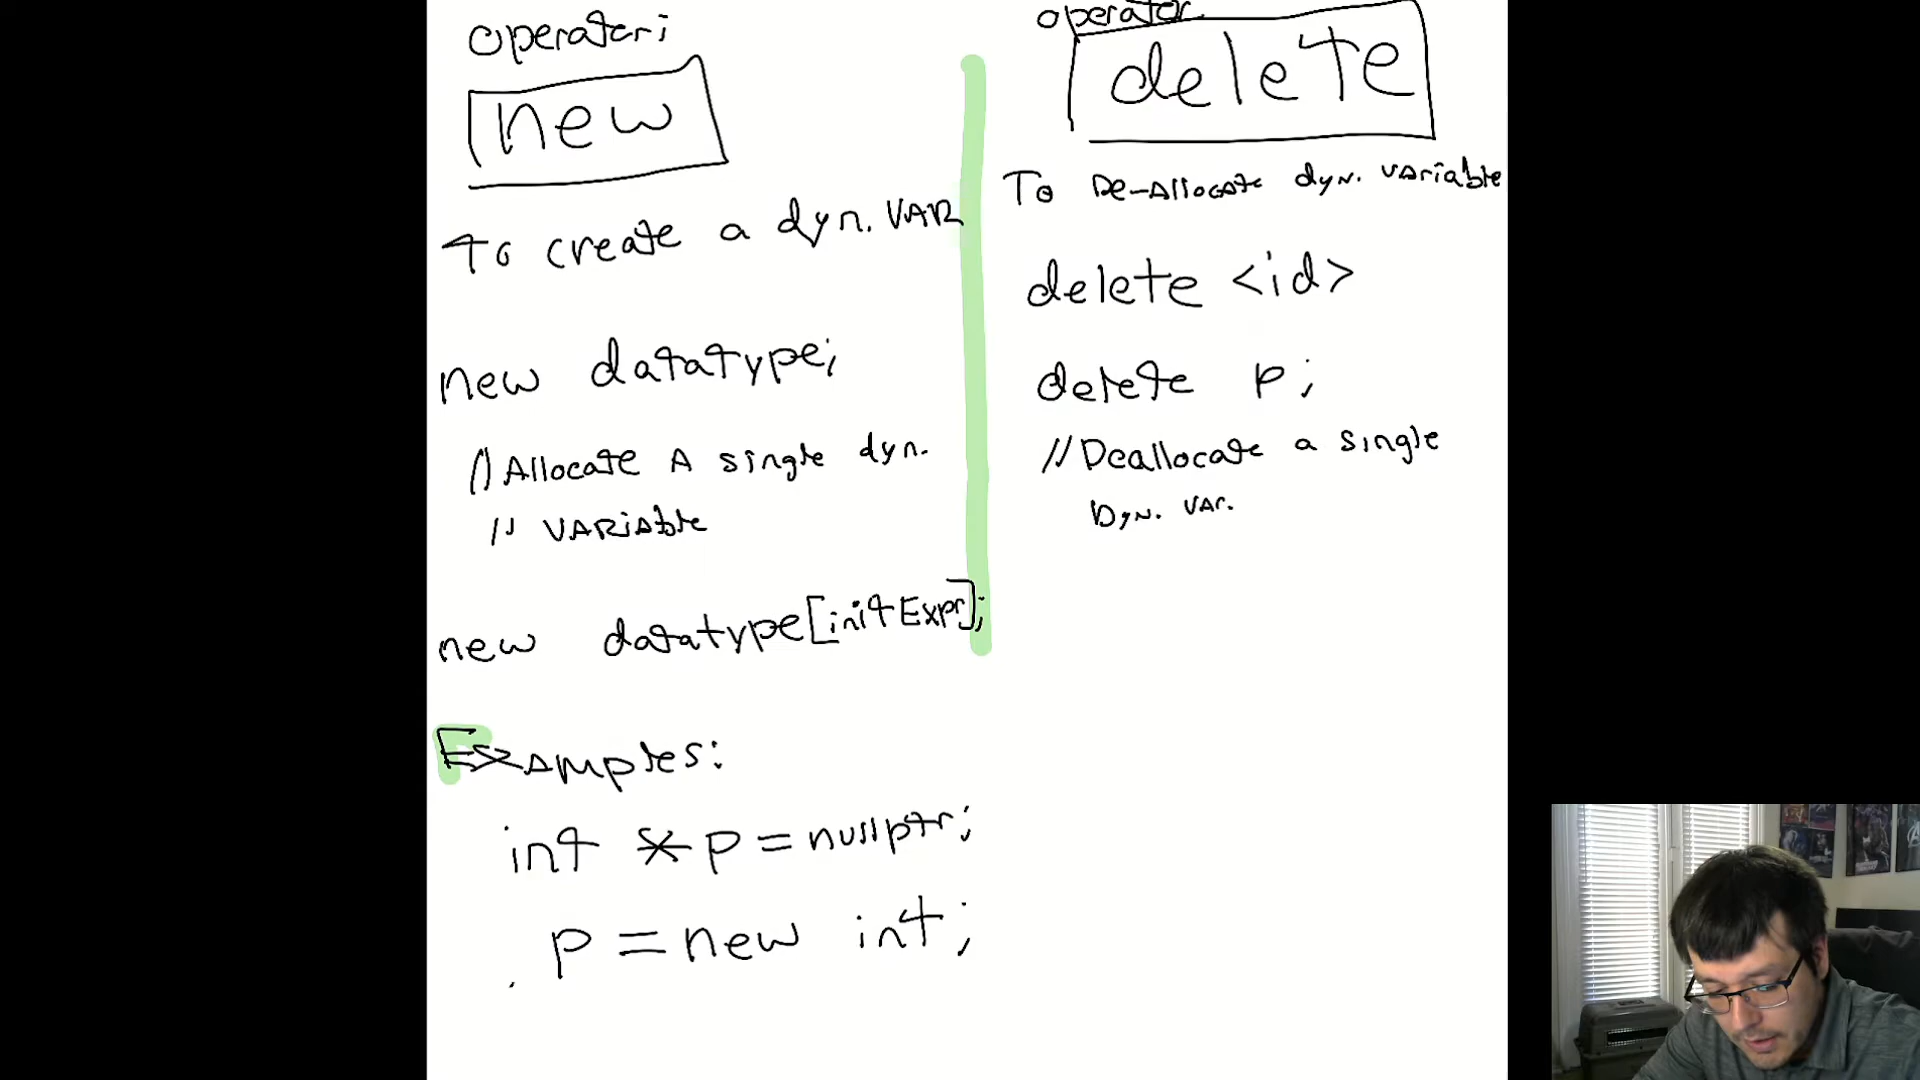 operator:
new
To create a dyn. VAR
new datatype;
// Allocate A single dyn.
// VARiAble
new datatype[initExpr];
Examples:
int *p = nullptr;
p = new int;
operator
delete
To De-Allocate dyn. VAriable
delete <id>
delete p;
// Deallocate a single
Dyn. VAr.